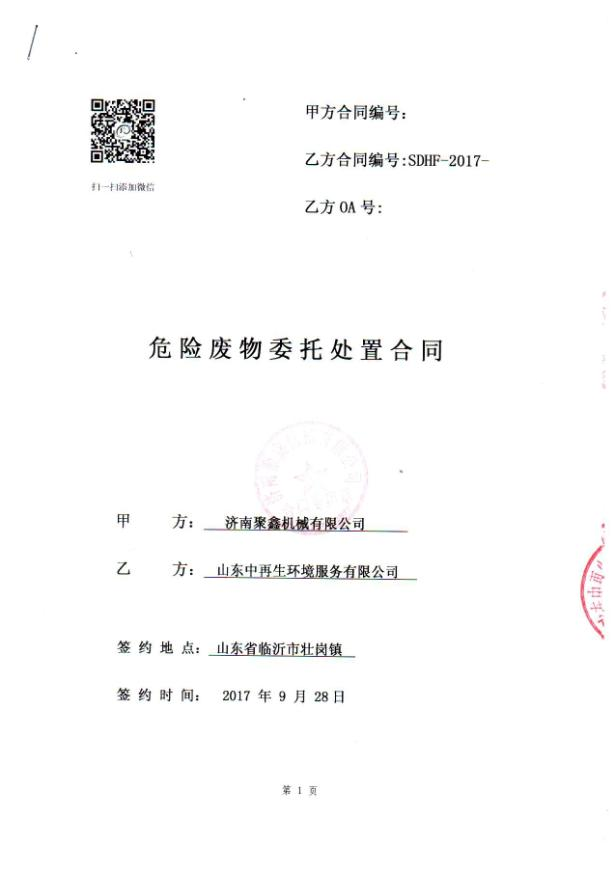 甲方合同编号:
乙方合同编号:SDHF-2017-
扫一扫添加微信
乙方 OA 号:
危险废物委托处置合同
甲 方: 济南聚鑫机械有限公司
乙 方: 山东中再生环境服务有限公司
签约地点: 山东省临沂市壮岗镇
签约时间: 2017 年 9 月 28 日
第 1 页